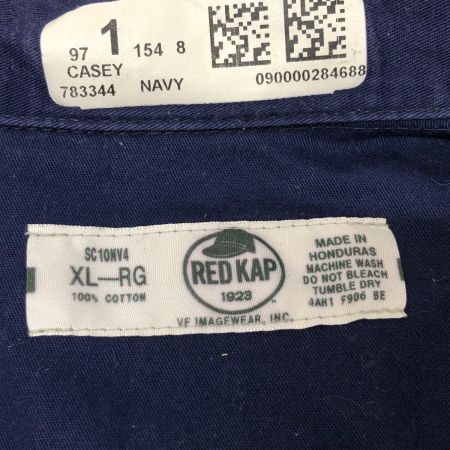 97 1 154 8
CASEY
783344 NAVY 090000284688
SC10NV4
XL—RG
100% COTTON
RED KAP
1923
VF IMAGEWEAR, INC.
MADE IN
HONDURAS
MACHINE WASH
DO NOT BLEACH
TUMBLE DRY
4AH1 F906 BE